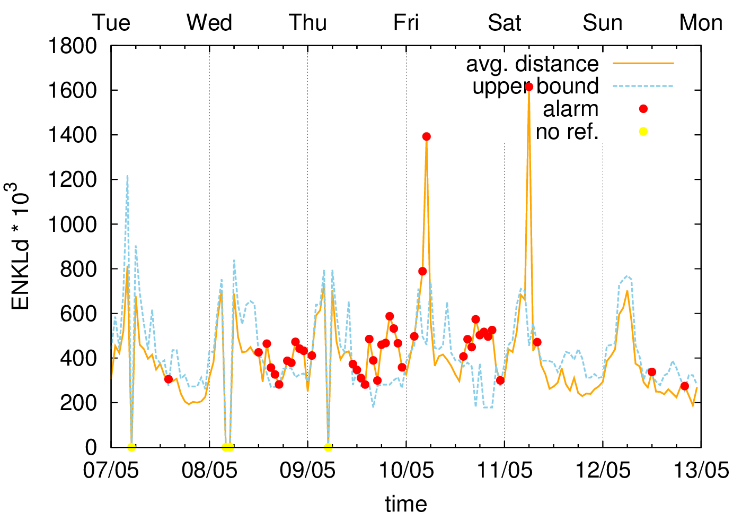 Tue Wed Thu Fri Sat Sun Mon
1800
1600
1400
1200
1000
800
600
400
200
0
ENKLd * 10³
avg. distance
upper bound
alarm
no ref.
07/05 08/05 09/05 10/05 11/05 12/05 13/05
time